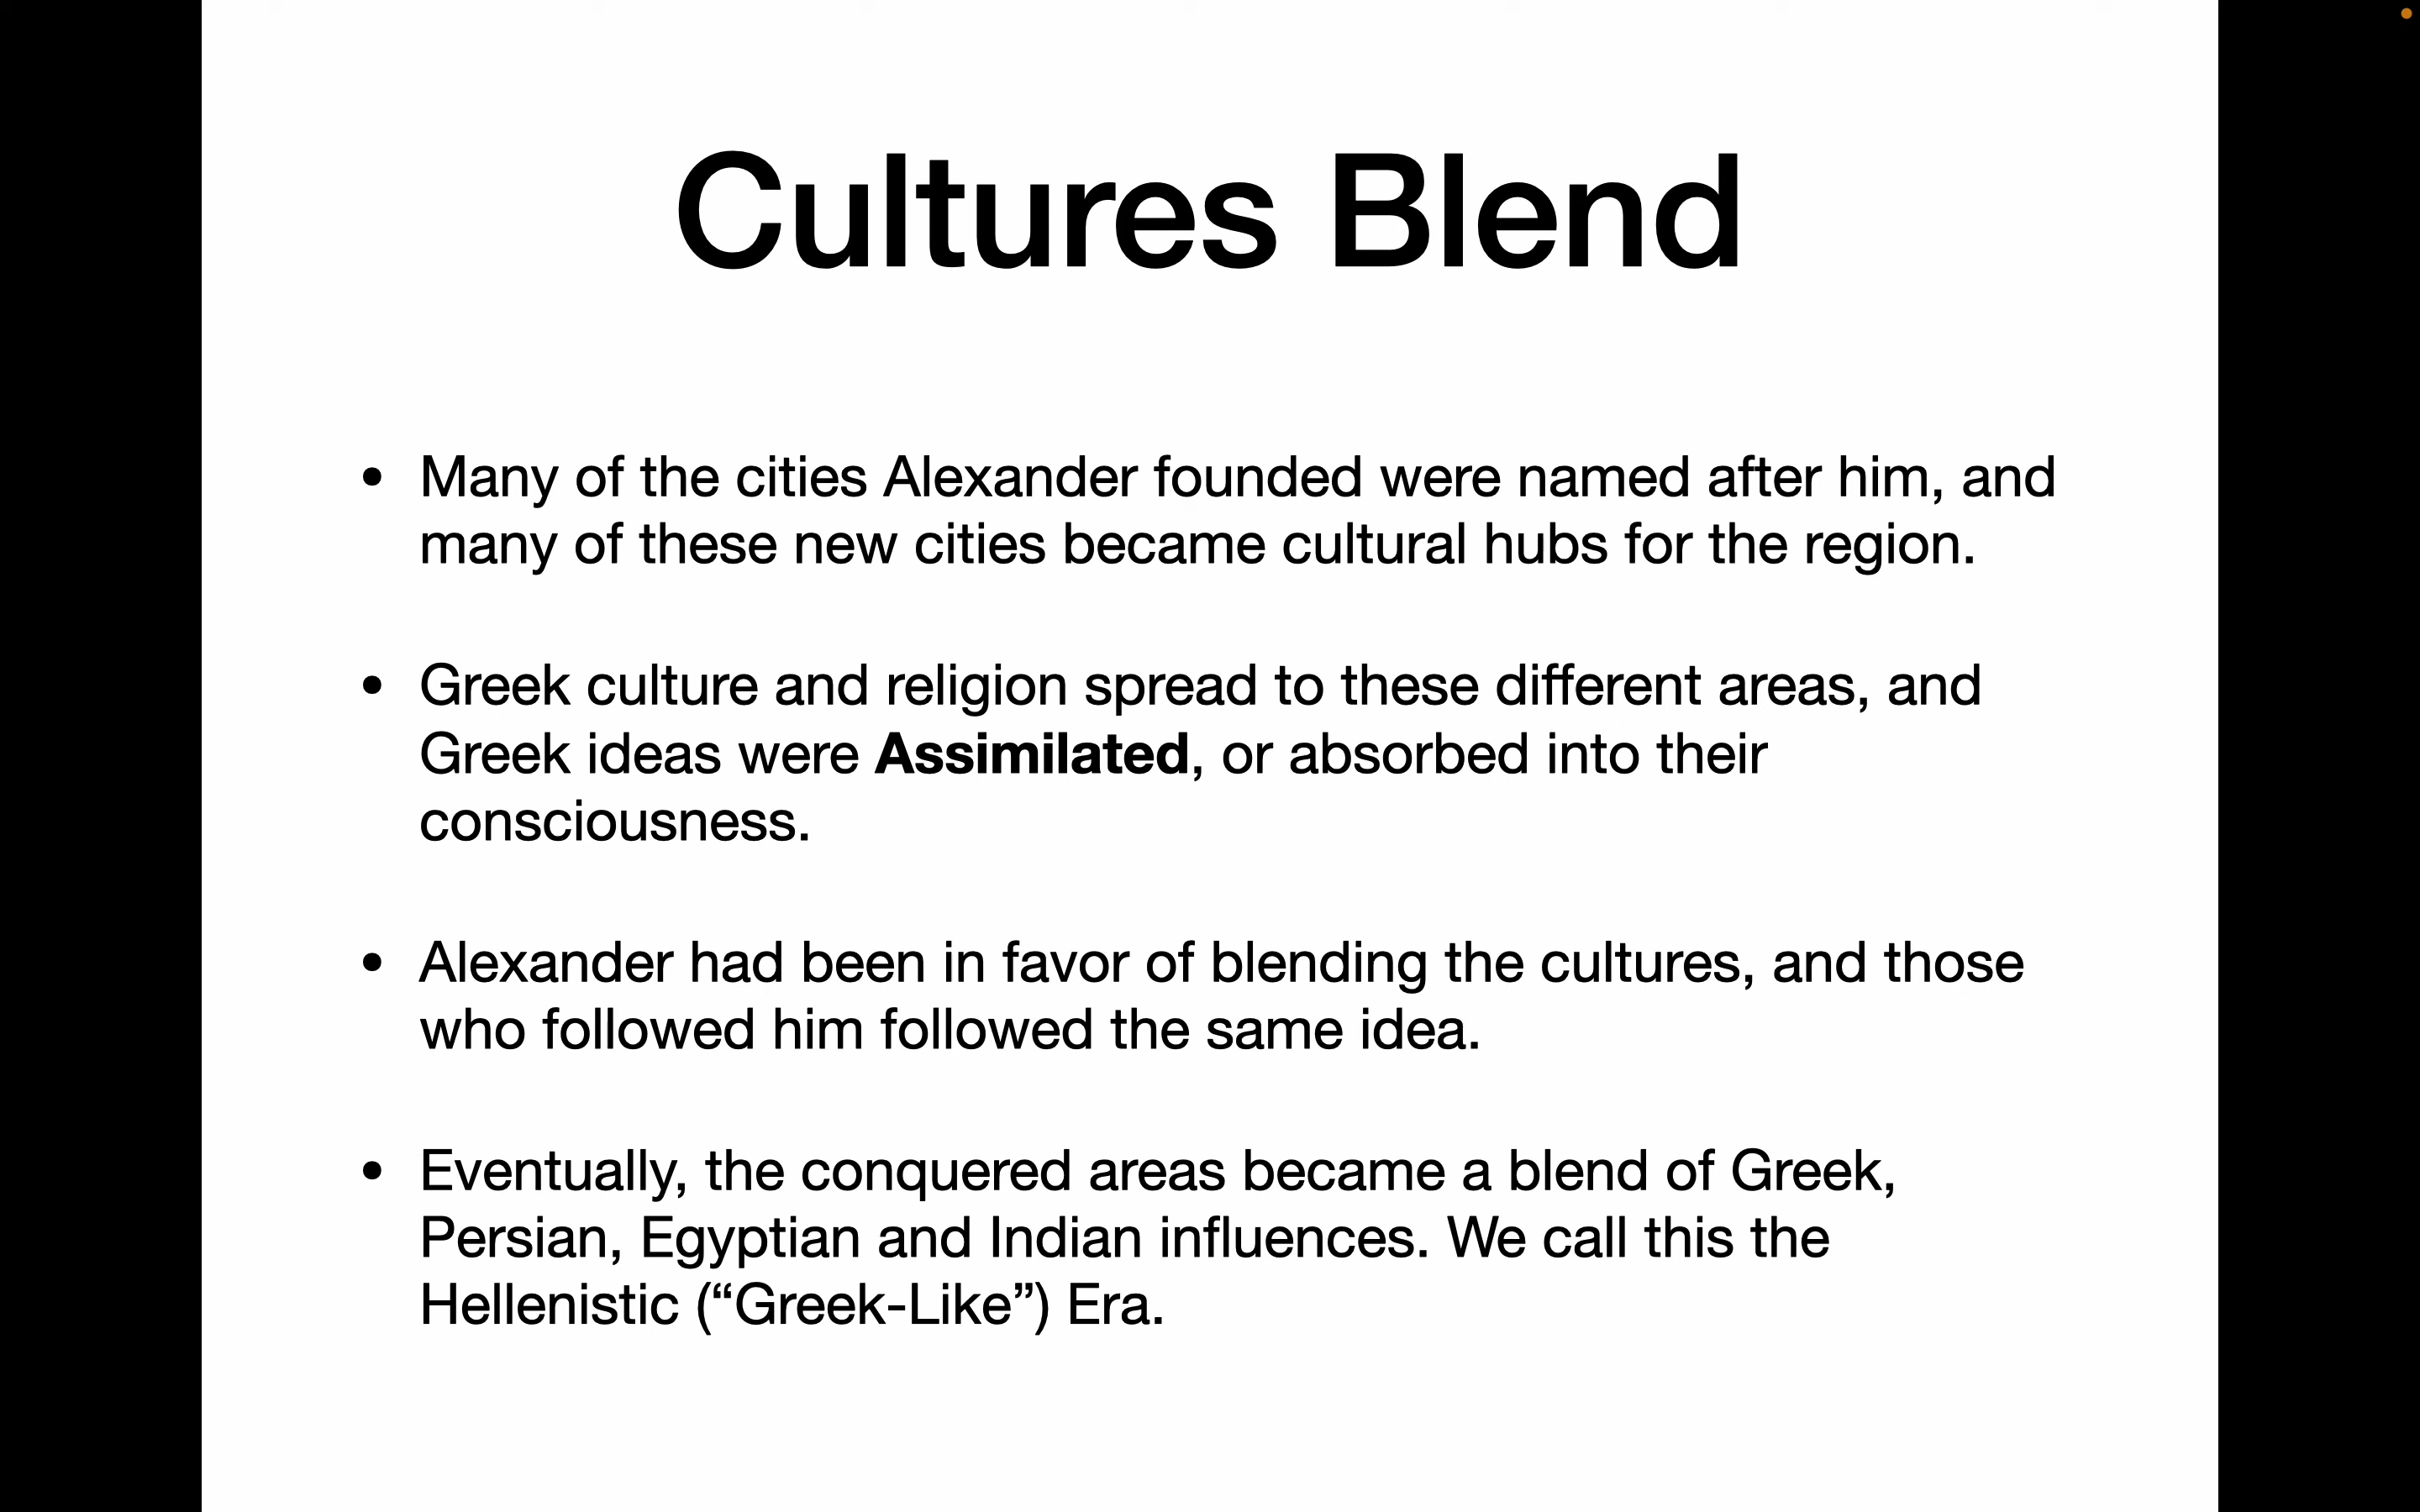 Cultures Blend
• Many of the cities Alexander founded were named after him, and
many of these new cities became cultural hubs for the region.
• Greek culture and religion spread to these different areas, and
Greek ideas were Assimilated, or absorbed into their
consciousness.
• Alexander had been in favor of blending the cultures, and those
who followed him followed the same idea.
• Eventually, the conquered areas became a blend of Greek,
Persian, Egyptian and Indian influences. We call this the
Hellenistic (“Greek-Like”) Era.